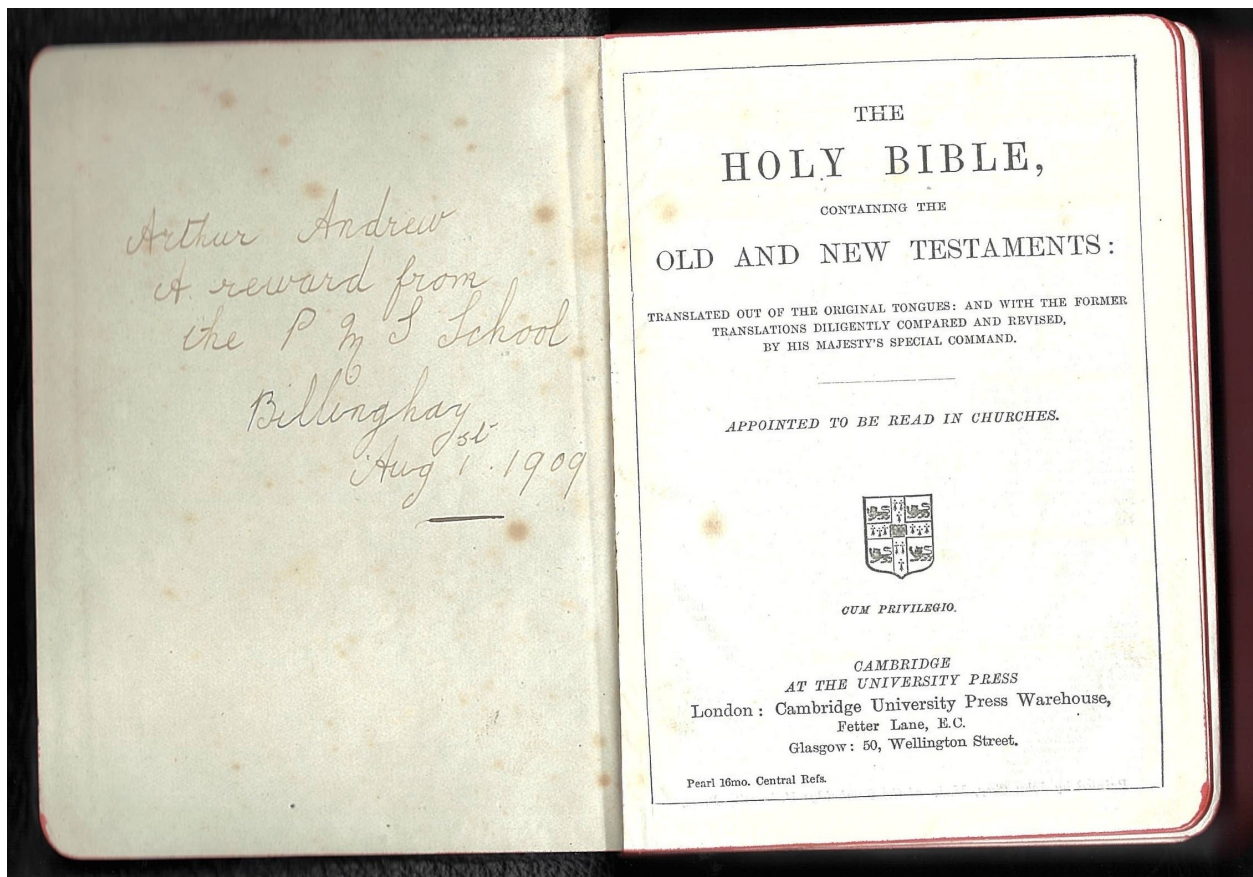 Arthur Andrew
A reward from
the P M S School
Billinghay
Aug 1st. 1909
THE
HOLY BIBLE,
CONTAINING THE
OLD AND NEW TESTAMENTS:
TRANSLATED OUT OF THE ORIGINAL TONGUES: AND WITH THE FORMER
TRANSLATIONS DILIGENTLY COMPARED AND REVISED,
BY HIS MAJESTY'S SPECIAL COMMAND.
APPOINTED TO BE READ IN CHURCHES.
CUM PRIVILEGIO.
CAMBRIDGE
AT THE UNIVERSITY PRESS
London: Cambridge University Press Warehouse,
Fetter Lane, E.C.
Glasgow: 50, Wellington Street.
Pearl 16mo. Central Refs.